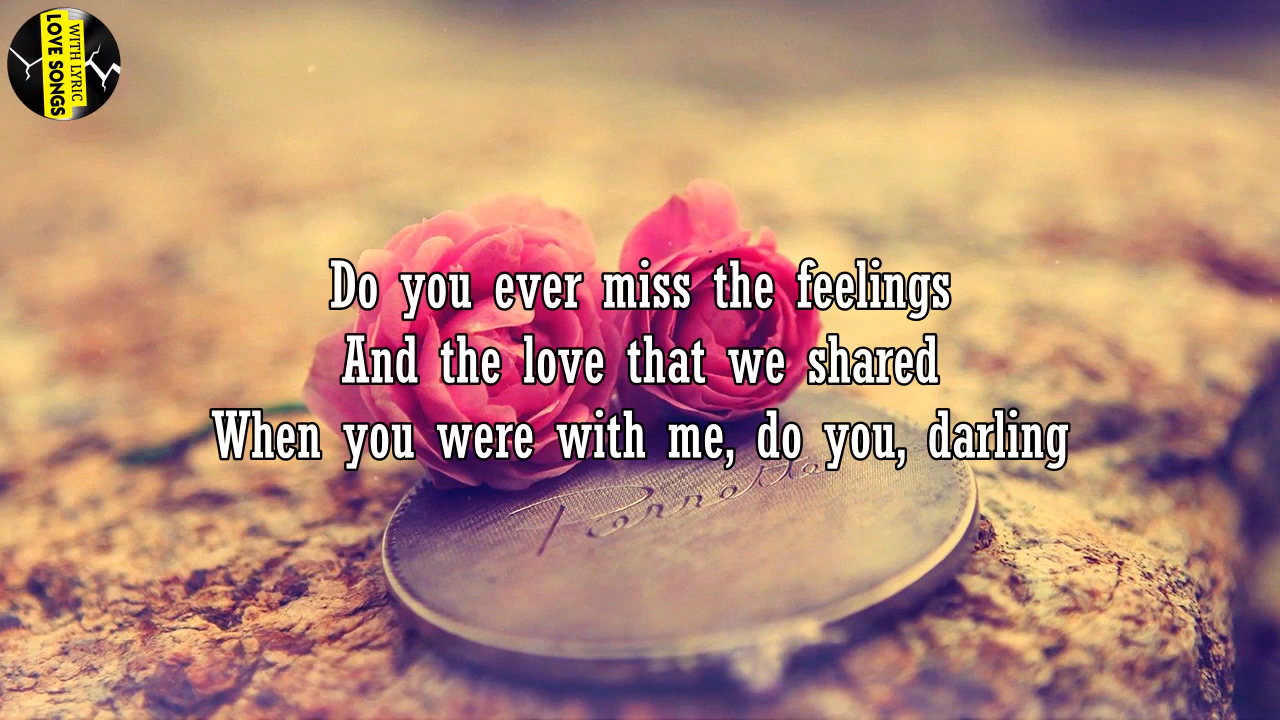 WITH LYRIC
LOVE SONGS
Do you ever miss the feelings
And the love that we shared
When you were with me, do you, darling